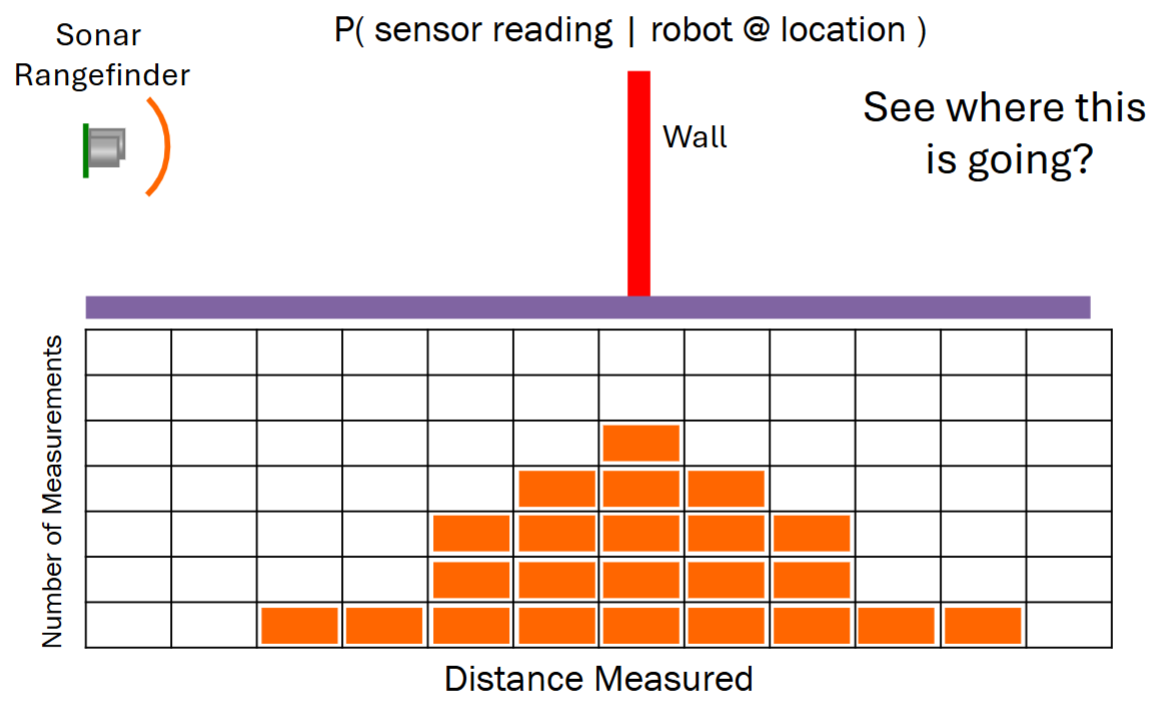 Sonar
Rangefinder
P( sensor reading | robot @ location )
Wall
See where this
is going?
Number of Measurements
Distance Measured